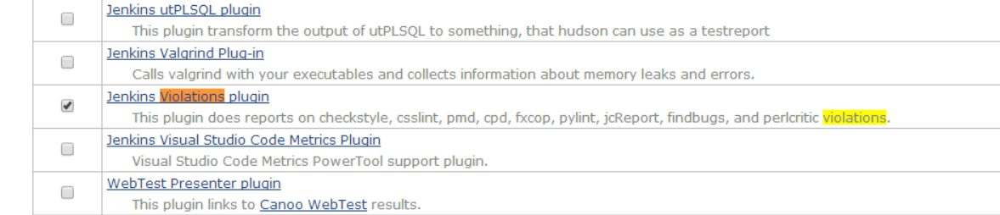 Jenkins utPLSQL plugin
This plugin transform the output of utPLSQL to something, that hudson can use as a testreport
Jenkins Valgrind Plug-in
Calls valgrind with your executables and collects information about memory leaks and errors.
Jenkins Violations plugin
This plugin does reports on checkstyle, csslint, pmd, cpd, fxcop, pylint, jcReport, findbugs, and perlcritic violations.
Jenkins Visual Studio Code Metrics Plugin
Visual Studio Code Metrics PowerTool support plugin.
WebTest Presenter plugin
This plugin links to Canoo WebTest results.